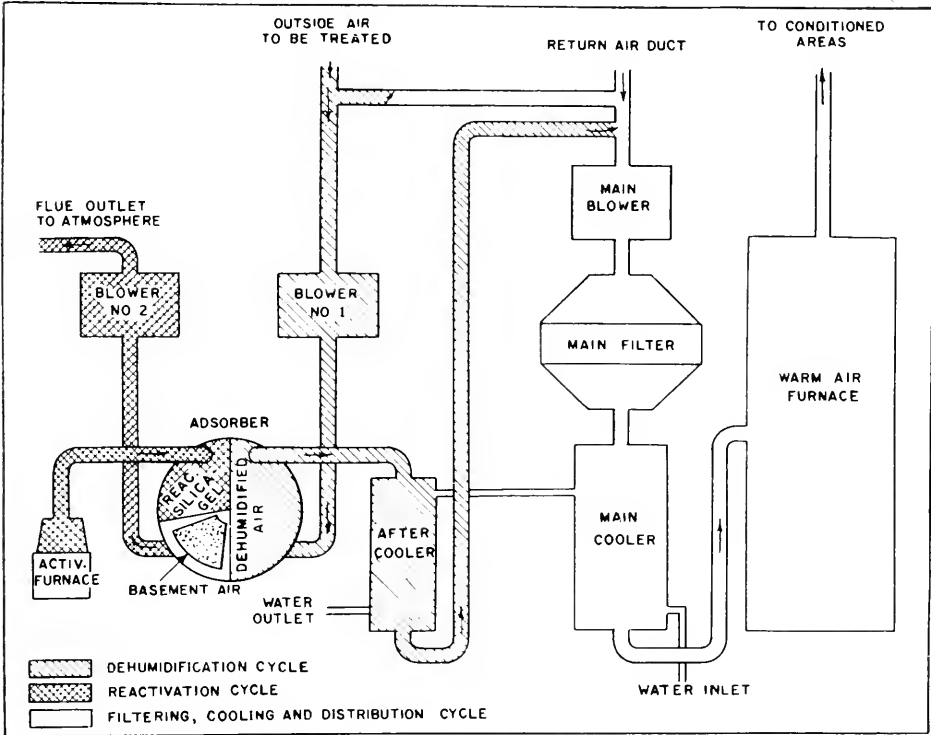 OUTSIDE AIR
TO BE TREATED
RETURN AIR DUCT
TO CONDITIONED
AREAS
FLUE OUTLET
TO ATMOSPHERE
MAIN
BLOWER
BLOWER
NO 2
BLOWER
NO 1
MAIN FILTER
WARM AIR
FURNACE
ADSORBER
REACT.
SILICA
GEL
DEHUMIDIFIED
AIR
AFTER
COOLER
MAIN
COOLER
ACTIV.
FURNACE
BASEMENT AIR
WATER
OUTLET
WATER INLET
DEHUMIDIFICATION CYCLE
REACTIVATION CYCLE
FILTERING, COOLING AND DISTRIBUTION CYCLE